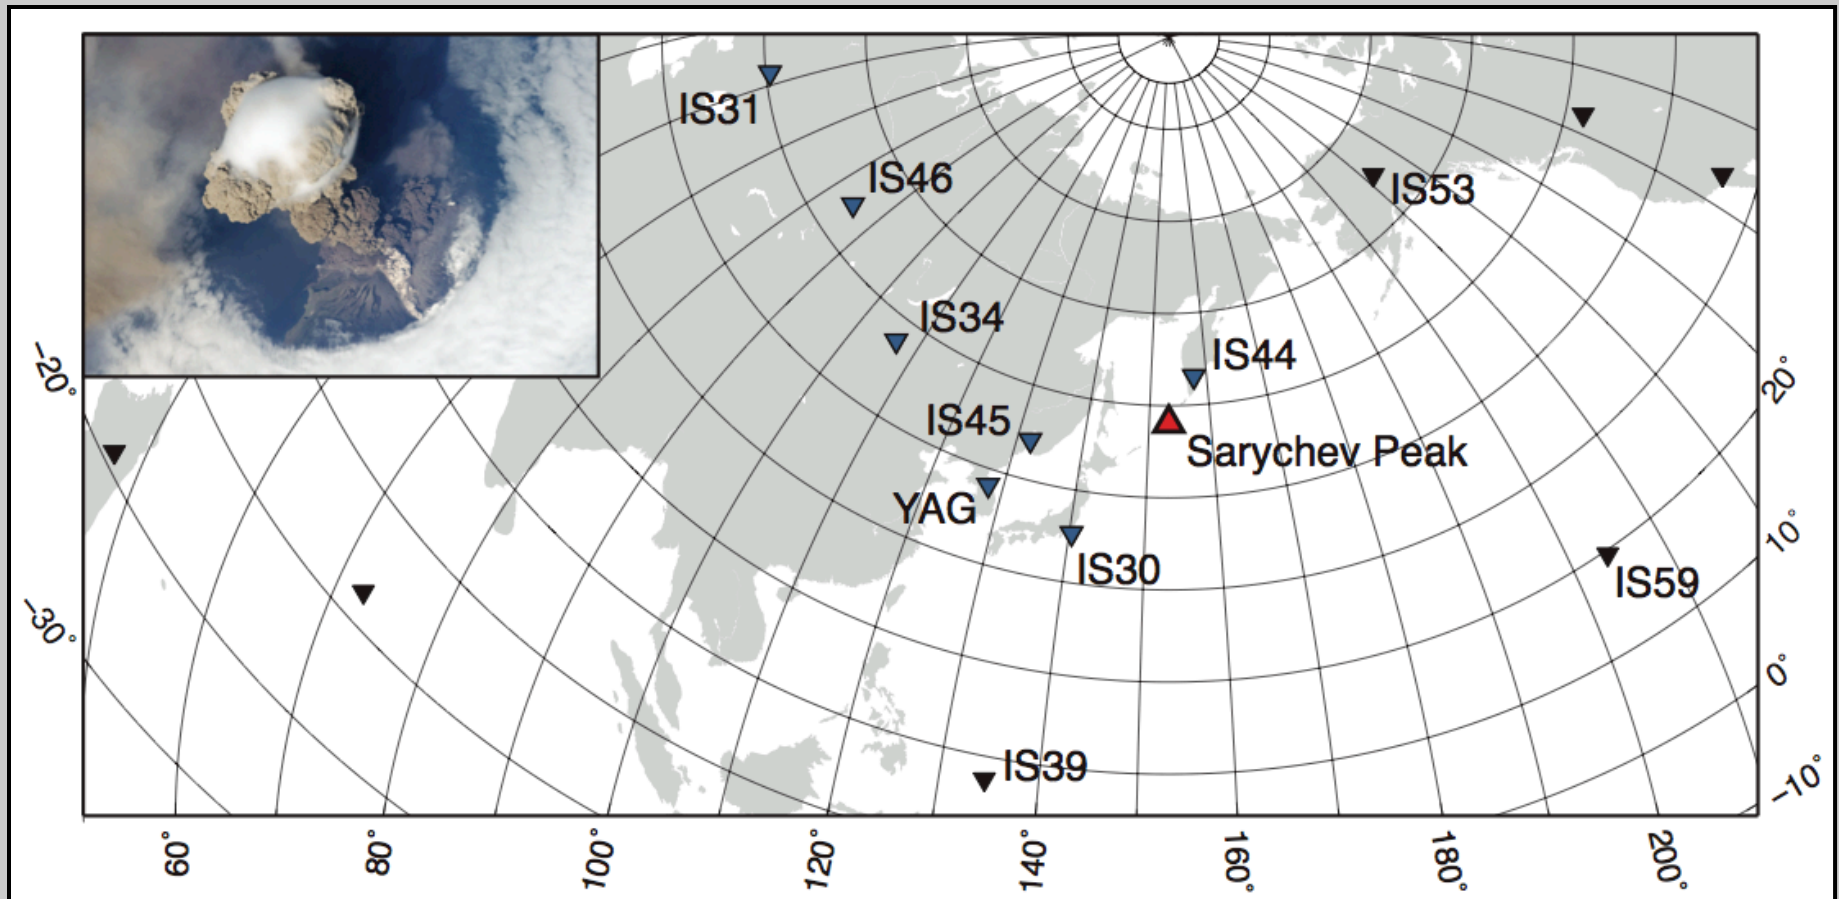 IS31
IS46
IS53
IS34
IS44
IS45
Sarychev Peak
YAG
IS30
IS59
IS39
–20°
–30°
20°
10°
0°
–10°
60°
80°
100°
120°
140°
160°
180°
200°